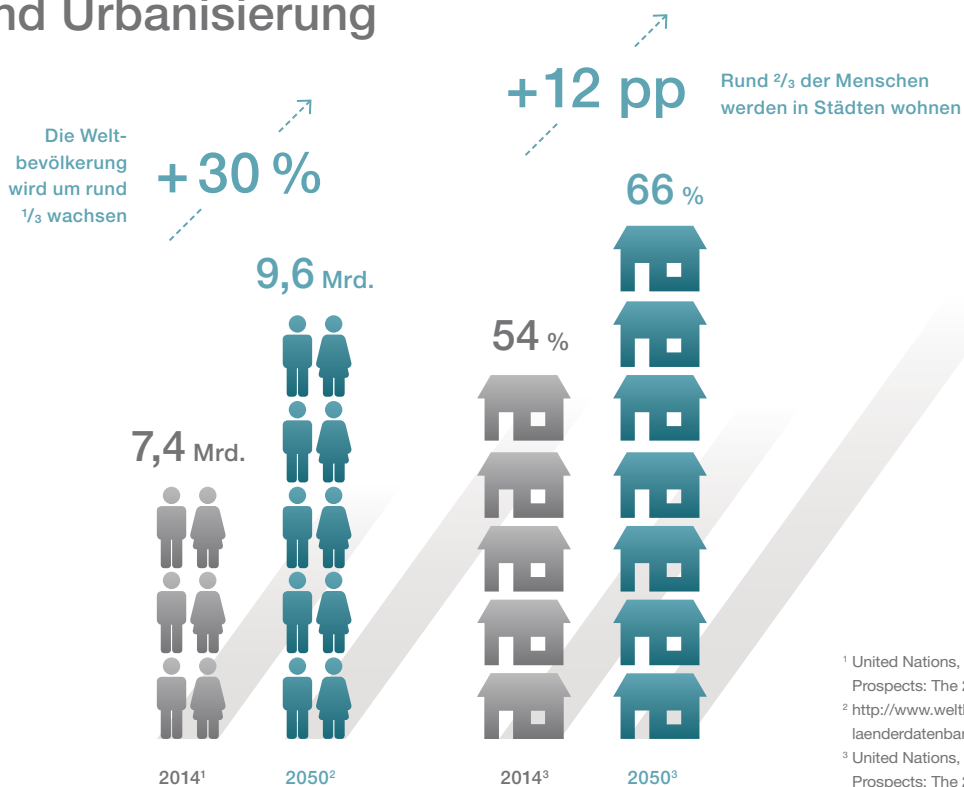 nd Urbanisierung
Die Welt-
bevölkerung
wird um rund
¹/₃ wachsen
+ 30 %
7,4 Mrd.
9,6 Mrd.
2014¹
2050²
+12 pp
Rund ²/₃ der Menschen
werden in Städten wohnen
54 %
66 %
2014³
2050³
¹ United Nations,
Prospects: The
² http://www.welt
laenderdatenban
³ United Nations,
Prospects: The